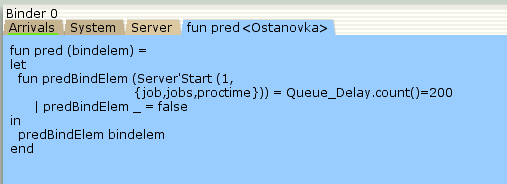 Binder 0
Arrivals System Server fun pred<Ostanovka>
fun pred (bindelem) =
let
fun predBindElem (Server'Start (1,
{job,jobs,proctime})) = Queue_Delay.count()=200
| predBindElem _ = false
in
predBindElem bindelem
end